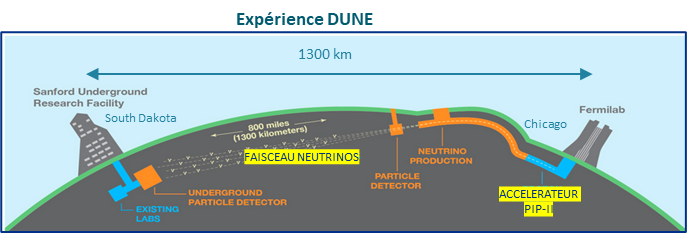 Expérience DUNE
1300 km
Sanford Underground
Research Facility
South Dakota
Fermilab
Chicago
800 miles
(1300 kilometers)
FAISCEAU NEUTRINOS
NEUTRINO
PRODUCTION
PARTICLE
DETECTOR
UNDERGROUND
PARTICLE DETECTOR
EXISTING
LABS
ACCELERATEUR
PIP-II